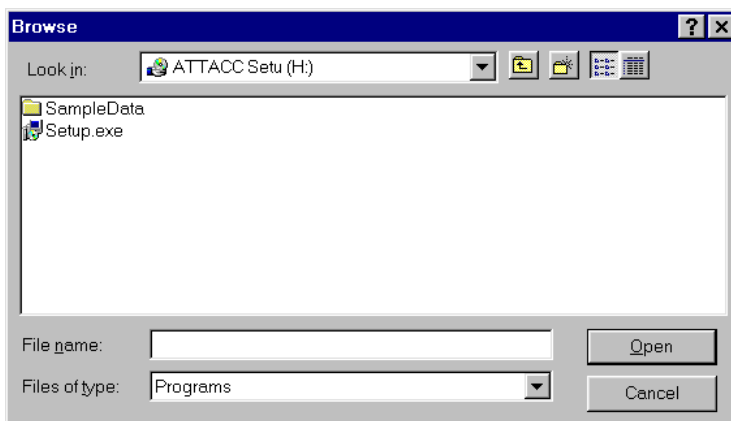 Browse
Look in: ATTACC Setu (H:)
SampleData
Setup.exe
File name: Open
Files of type: Programs Cancel